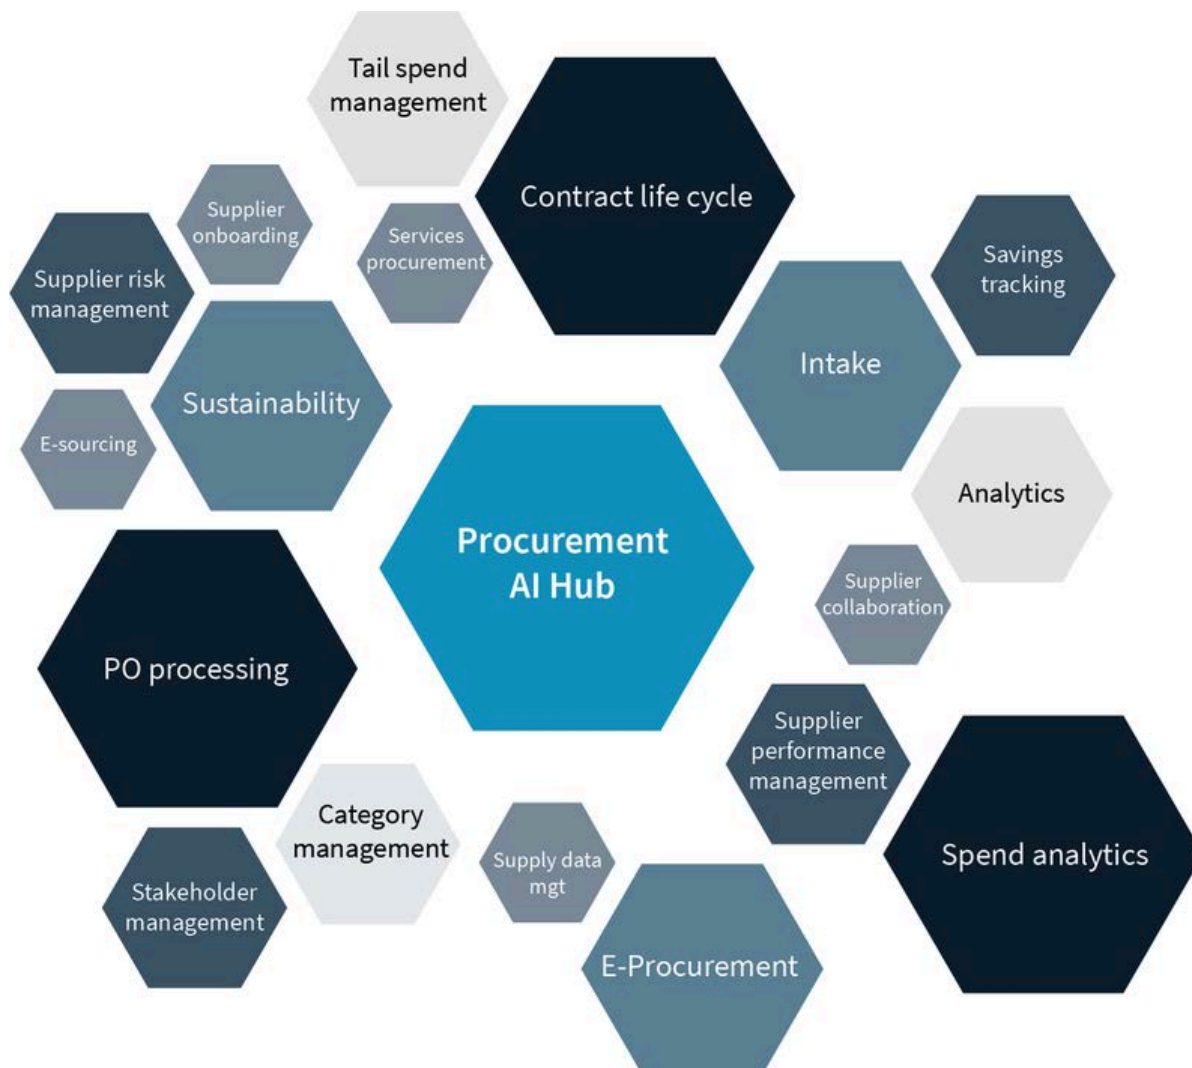 Tail spend
management
Contract life cycle
Supplier
onboarding
Services
procurement
Savings
tracking
Supplier risk
management
Intake
Sustainability
E-sourcing
Analytics
Procurement
AI Hub
Supplier
collaboration
PO processing
Supplier
performance
management
Category
management
Supply data
mgt
Spend analytics
Stakeholder
management
E-Procurement